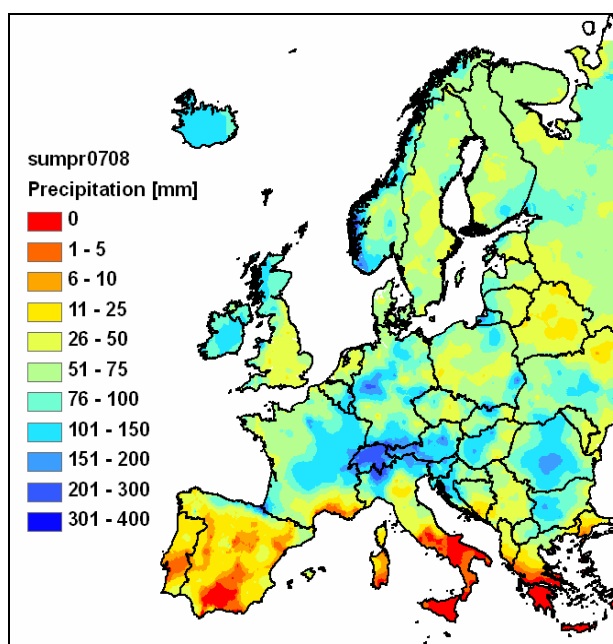 sumpr0708
Precipitation [mm]
0
1 - 5
6 - 10
11 - 25
26 - 50
51 - 75
76 - 100
101 - 150
151 - 200
201 - 300
301 - 400